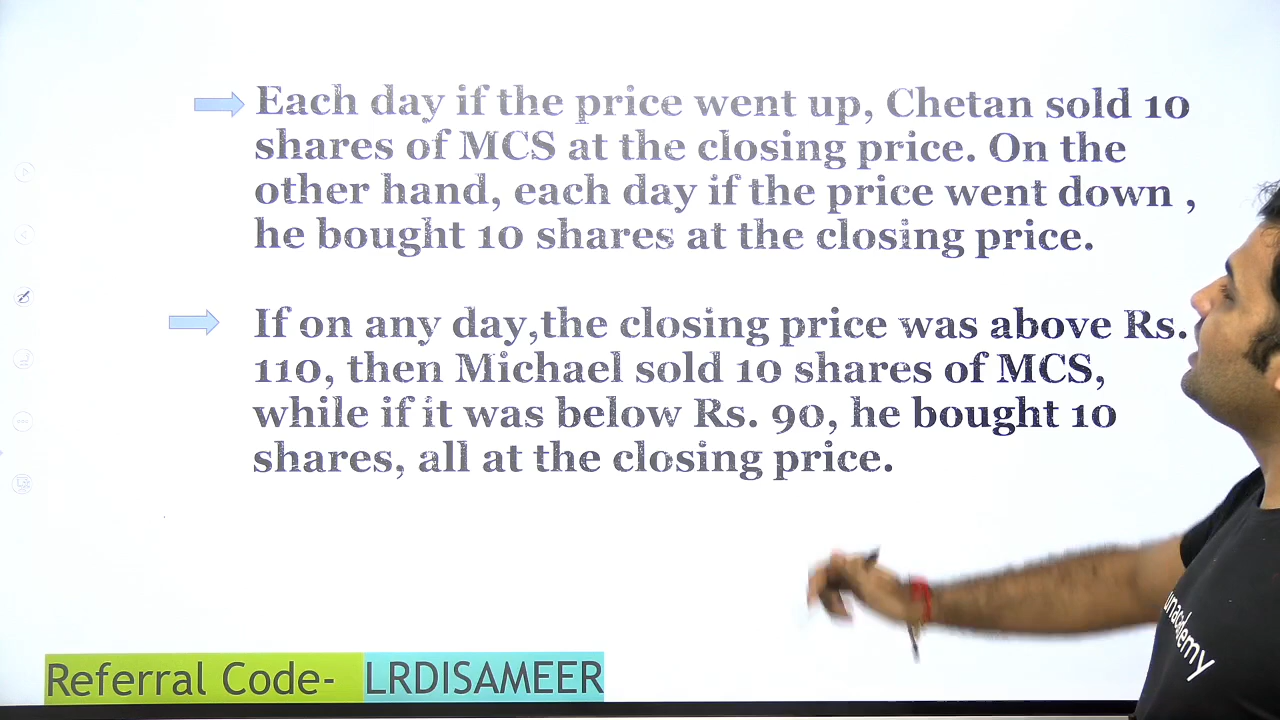 Each day if the price went up, Chetan sold 10
shares of MCS at the closing price. On the
other hand, each day if the price went down ,
he bought 10 shares at the closing price.
If on any day,the closing price was above Rs.
110, then Michael sold 10 shares of MCS,
while if it was below Rs. 90, he bought 10
shares, all at the closing price.
unacademy
Referral Code- LRDISAMEER